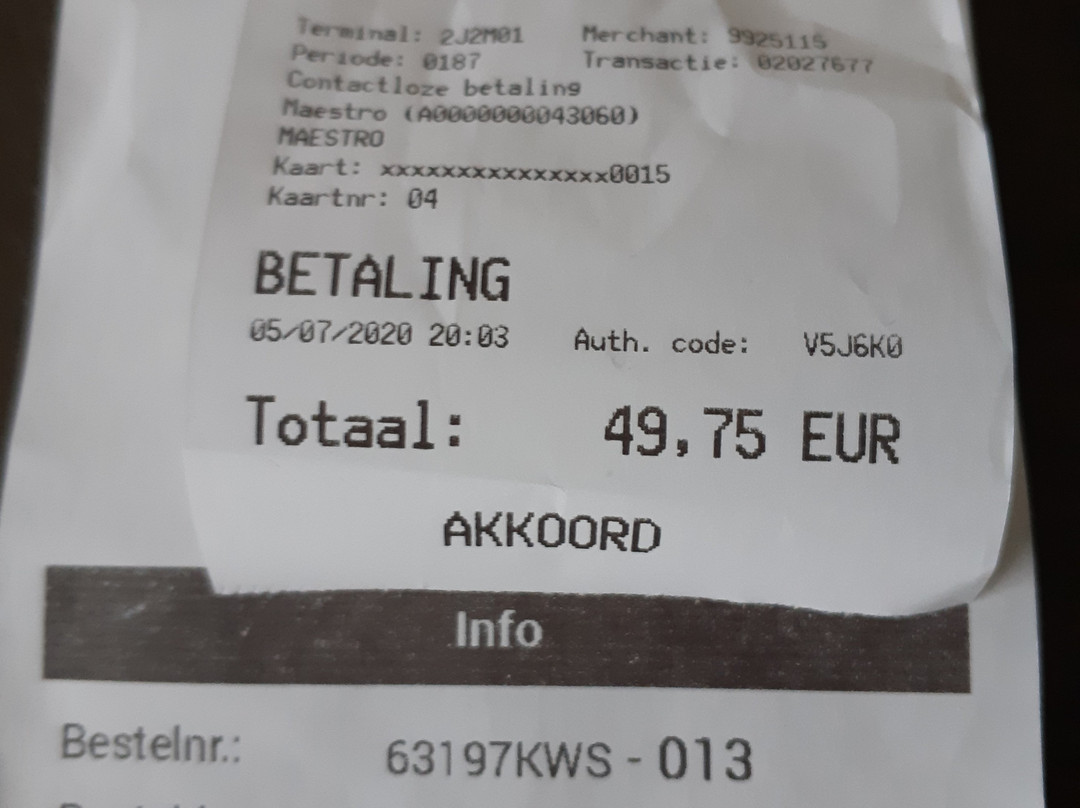 Terminal: 2J2M01 Merchant: 9925115
Periode: 0187 Transactie: 02027677
Contactloze betaling
Maestro (A0000000043060)
MAESTRO
Kaart: xxxxxxxxxxxxxxx0015
Kaartnr: 04
BETALING
05/07/2020 20:03 Auth. code: V5J6K0
Totaal: 49,75 EUR
AKKOORD
Info
Bestelnr.: 63197KWS - 013